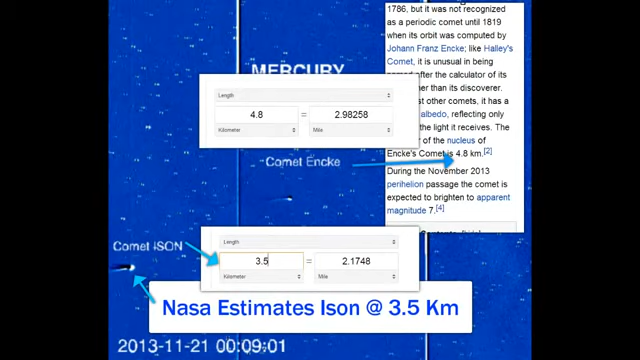 1786, but it was not recognized
as a periodic comet until 1819
when its orbit was computed by
Johann Franz Encke; like Halley's
Comet, it is unusual in being
after the calculator of its
than its discoverer.
other comets, it has a
albedo, reflecting only
the light it receives. The
of the nucleus of
Encke's Comet is 4.8 km.[2]
During the November 2013
perihelion passage the comet is
expected to brighten to apparent
magnitude 7.[4]
MERCURY
Length
4.8 = 2.98258
Kilometer Mile
Comet Encke
Comet ISON
Length
3.5 = 2.1748
Kilometer Mile
Nasa Estimates Ison @ 3.5 Km
2013-11-21 00:09:01